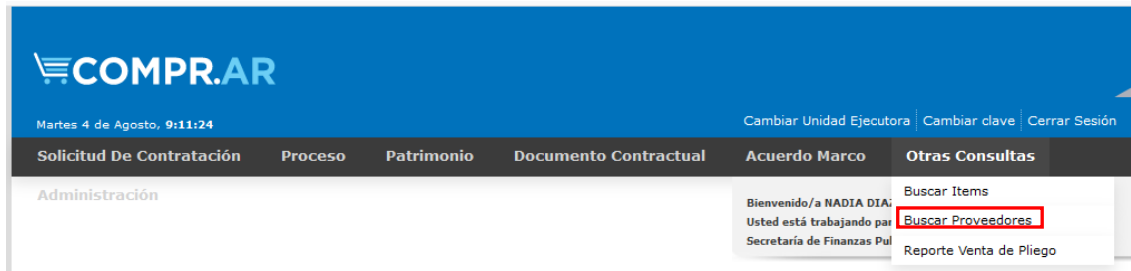 COMPR.AR
Martes 4 de Agosto, 9:11:24
Cambiar Unidad Ejecutora Cambiar clave Cerrar Sesión
Solicitud De Contratación Proceso Patrimonio Documento Contractual Acuerdo Marco Otras Consultas
Administración
Buscar Items
Bienvenido/a NADIA
Buscar Proveedores
Usted está trabajando
Reporte Venta de Pliego
Secretaría de Finanzas